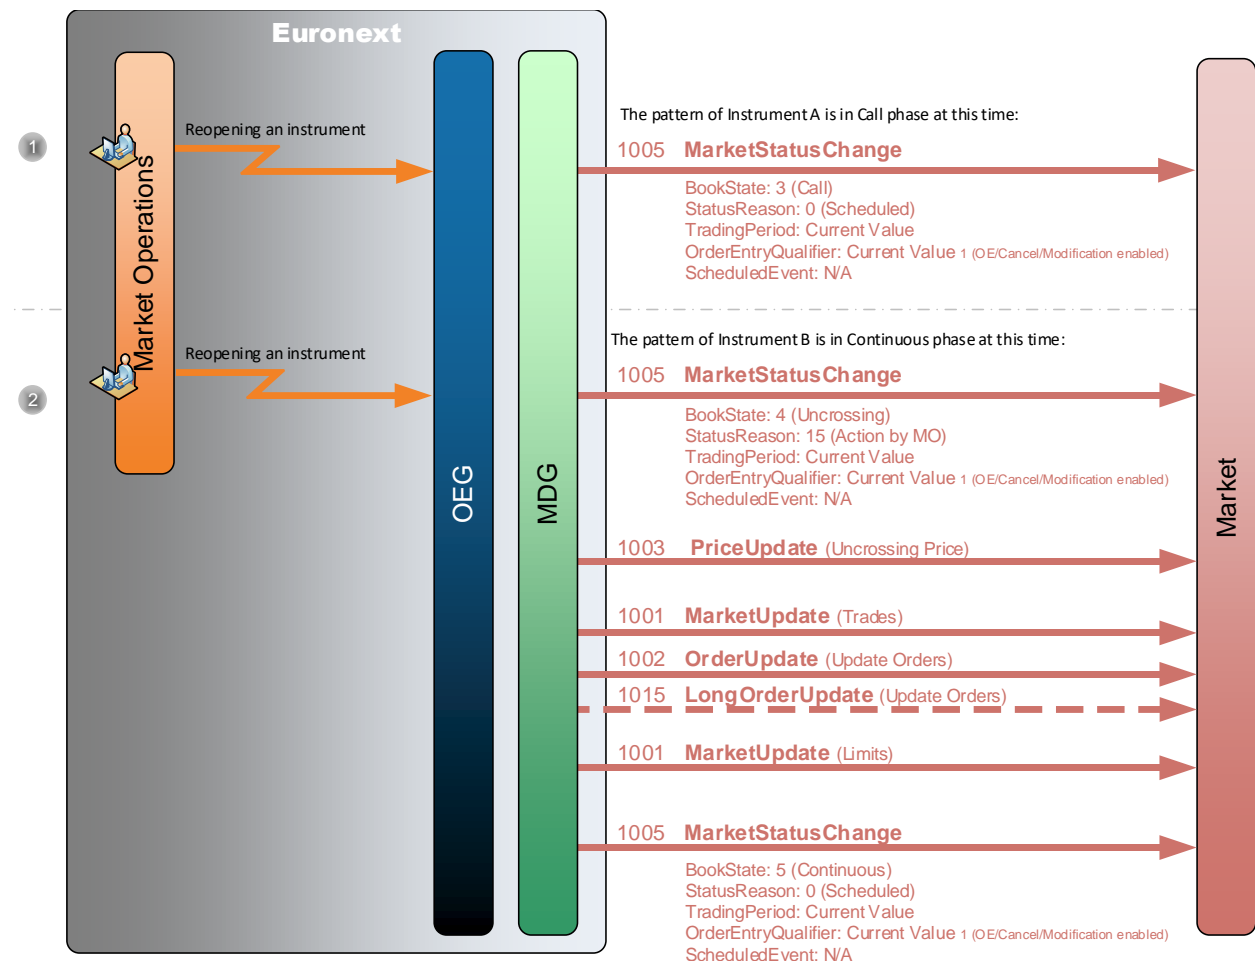 Euronext
Market Operations
OEG
MDG
Market
1
Reopening an instrument
The pattern of Instrument A is in Call phase at this time:
1005 MarketStatusChange
BookState: 3 (Call)
StatusReason: 0 (Scheduled)
TradingPeriod: Current Value
OrderEntryQualifier: Current Value 1 (OE/Cancel/Modification enabled)
ScheduledEvent: N/A
2
Reopening an instrument
The pattern of Instrument B is in Continuous phase at this time:
1005 MarketStatusChange
BookState: 4 (Uncrossing)
StatusReason: 15 (Action by MO)
TradingPeriod: Current Value
OrderEntryQualifier: Current Value 1 (OE/Cancel/Modification enabled)
ScheduledEvent: N/A
1003 PriceUpdate (Uncrossing Price)
1001 MarketUpdate (Trades)
1002 OrderUpdate (Update Orders)
1015 LongOrderUpdate (Update Orders)
1001 MarketUpdate (Limits)
1005 MarketStatusChange
BookState: 5 (Continuous)
StatusReason: 0 (Scheduled)
TradingPeriod: Current Value
OrderEntryQualifier: Current Value 1 (OE/Cancel/Modification enabled)
ScheduledEvent: N/A